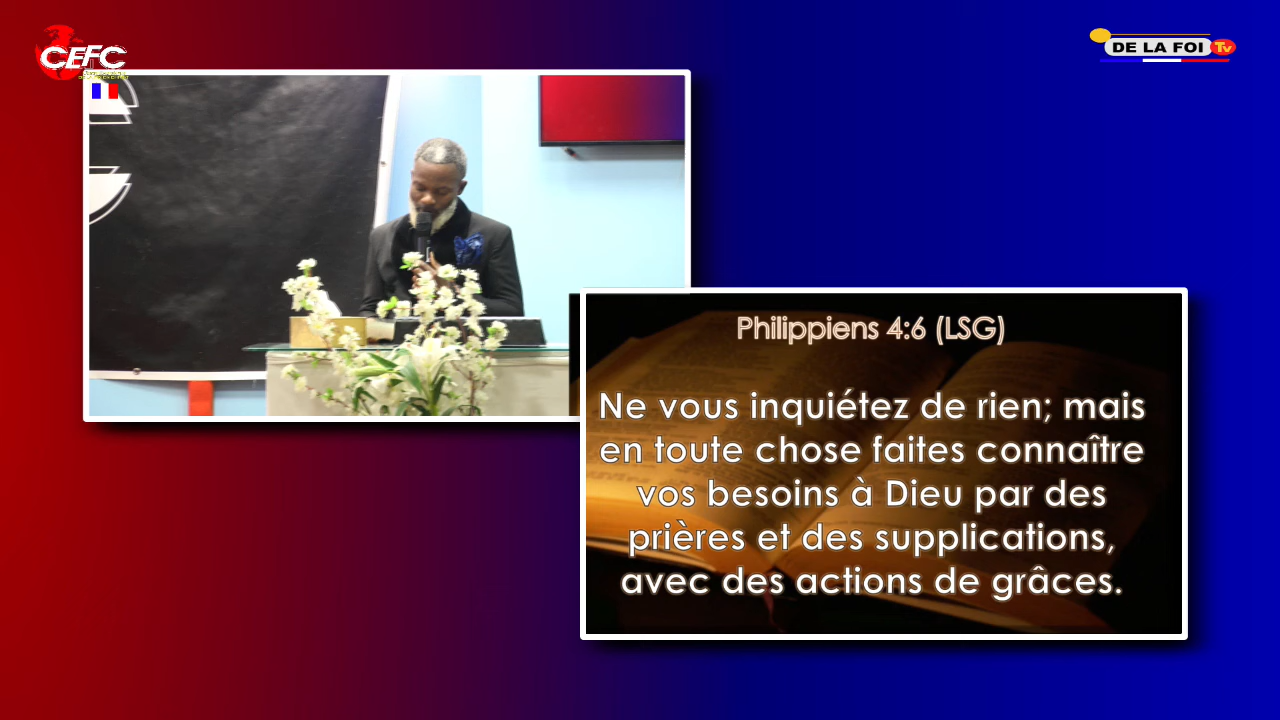 CEFC
DE LA FOI Tv
Philippiens 4:6 (LSG)
Ne vous inquiétez de rien; mais
en toute chose faites connaître
vos besoins à Dieu par des
prières et des supplications,
avec des actions de grâces.